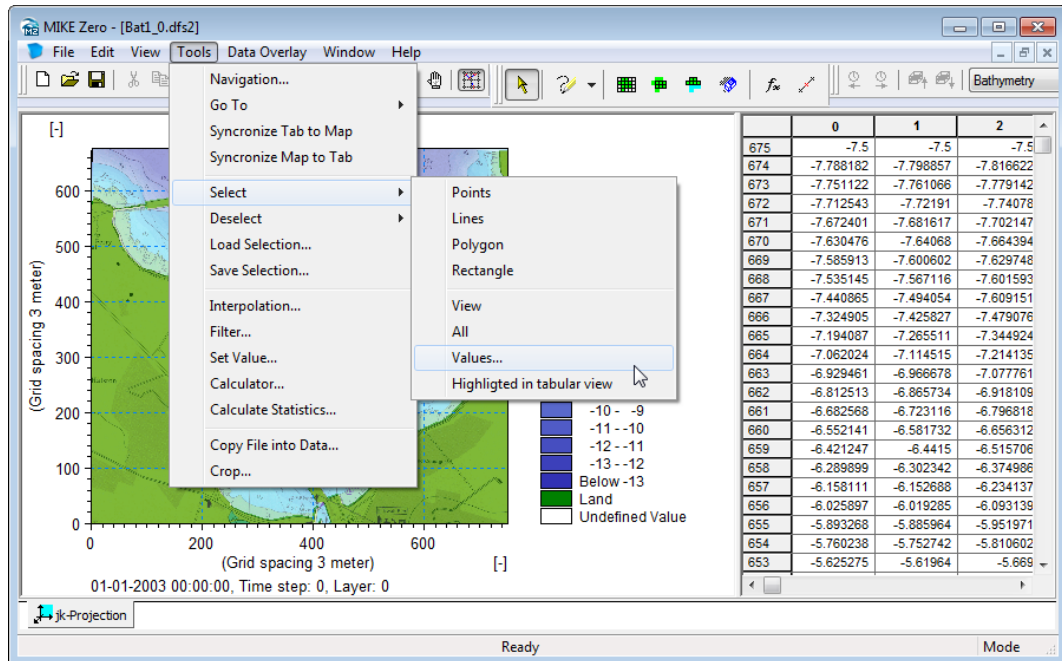 MIKE Zero - [Bat1_0.dfs2]
File Edit View Tools Data Overlay Window Help
Bathymetry
Navigation...
Go To
Syncronize Tab to Map
Syncronize Map to Tab
Select
Deselect
Load Selection...
Save Selection...
Interpolation...
Filter...
Set Value...
Calculator...
Calculate Statistics...
Copy File into Data...
Crop...
Points
Lines
Polygon
Rectangle
View
All
Values...
Highligted in tabular view
[-]
600
500
400
300
200
100
0
(Grid spacing 3 meter)
0 200 400 600
(Grid spacing 3 meter) [-]
01-01-2003 00:00:00, Time step: 0, Layer: 0
-10 - -9
-11 - -10
-12 - -11
-13 - -12
Below -13
Land
Undefined Value
0 1 2
675 -7.5 -7.5 -7.5
674 -7.788182 -7.798857 -7.816622
673 -7.751122 -7.761066 -7.779142
672 -7.712543 -7.72191 -7.74078
671 -7.672401 -7.681617 -7.702147
670 -7.630476 -7.64068 -7.664394
669 -7.585913 -7.600602 -7.629748
668 -7.535145 -7.567116 -7.601593
667 -7.440865 -7.494054 -7.609151
666 -7.324905 -7.425827 -7.479076
665 -7.194087 -7.265511 -7.344924
664 -7.062024 -7.114515 -7.214135
663 -6.929461 -6.966678 -7.077761
662 -6.812513 -6.865734 -6.918109
661 -6.682568 -6.723116 -6.796818
660 -6.552141 -6.581732 -6.656312
659 -6.421247 -6.4415 -6.515706
658 -6.289899 -6.302342 -6.374986
657 -6.158111 -6.152688 -6.234137
656 -6.025897 -6.019285 -6.093139
655 -5.893268 -5.885964 -5.951971
654 -5.760238 -5.752742 -5.810602
653 -5.625275 -5.61964 -5.669
jk-Projection
Ready
Mode